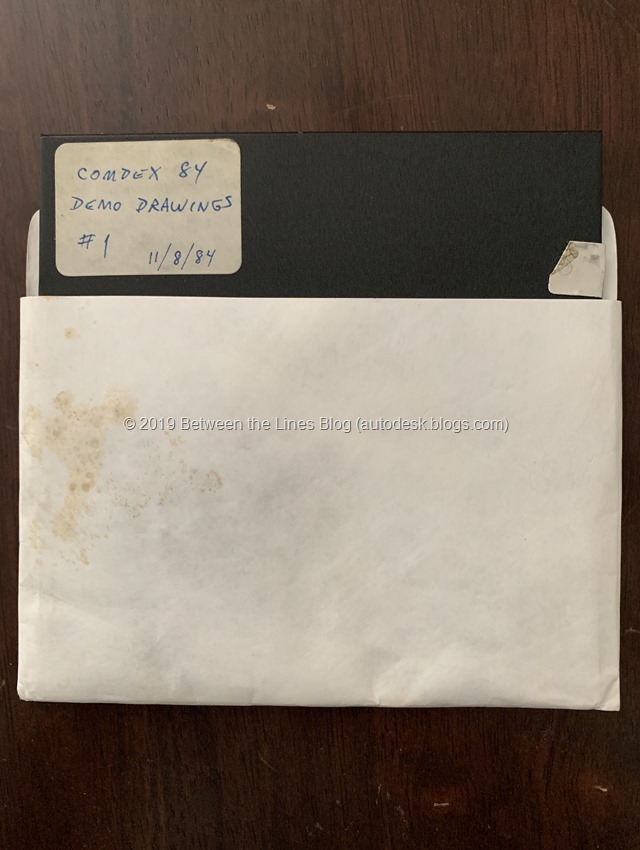 COMDEX 84
DEMO DRAWINGS
#1 11/8/84
© 2019 Between the Lines Blog (autodesk.blogs.com)